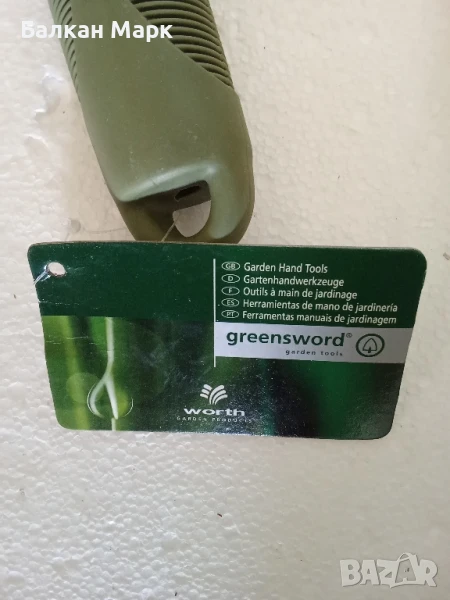 Балкан Марк
GB Garden Hand Tools
D Gartenhandwerkzeuge
F Outils à main de jardinage
ES Herramientas de mano de jardinería
PT Ferramentas manuais de jardinagem
greensword®
garden tools
worth
GARDEN PRODUCTS
BAZAR